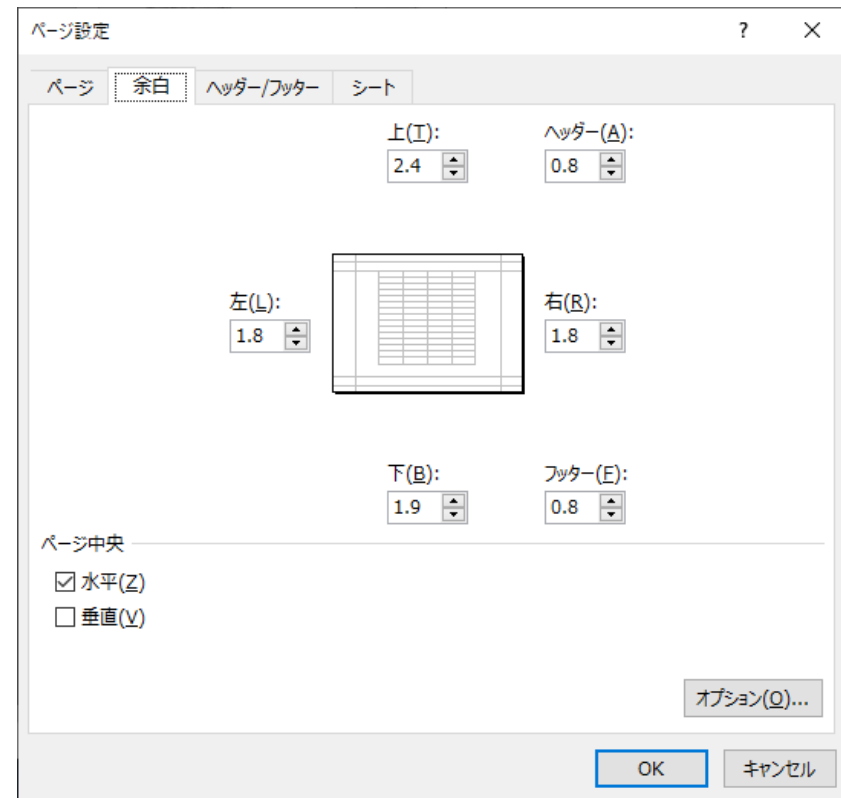 ページ設定 ?
ページ 余白 ヘッダー/フッター シート
上(T): ヘッダー(A):
2.4 0.8
左(L): 右(R):
1.8 1.8
下(B): フッター(F):
1.9 0.8
ページ中央
水平(Z)
垂直(V)
オプション(O)...
OK キャンセル